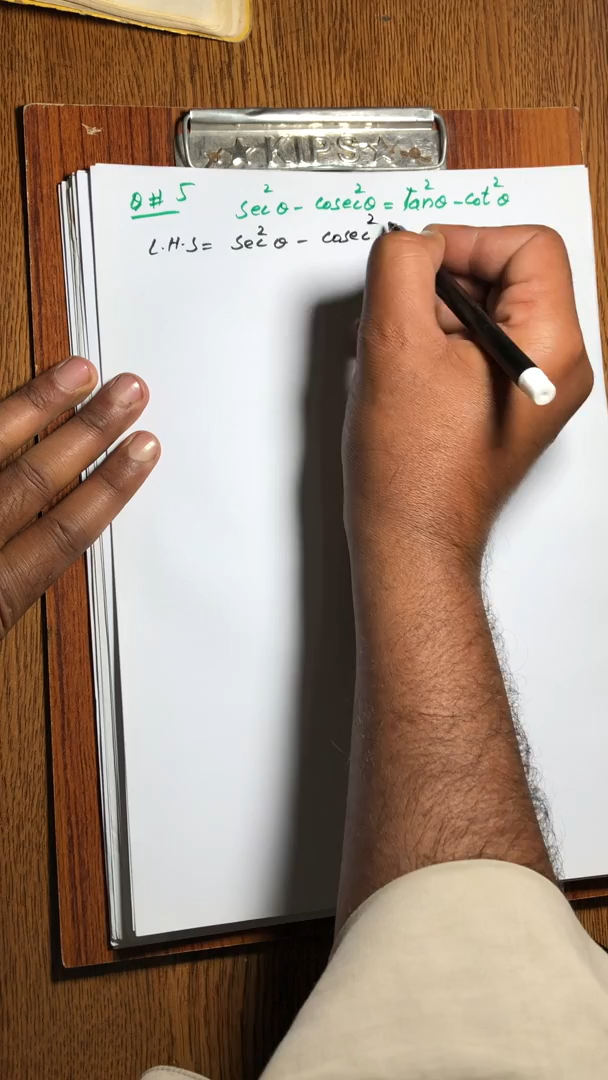 KIPS
Q # 5 sec²θ - cosec²θ = Tan²θ - cot²θ
L.H.S = sec²θ - cosec²